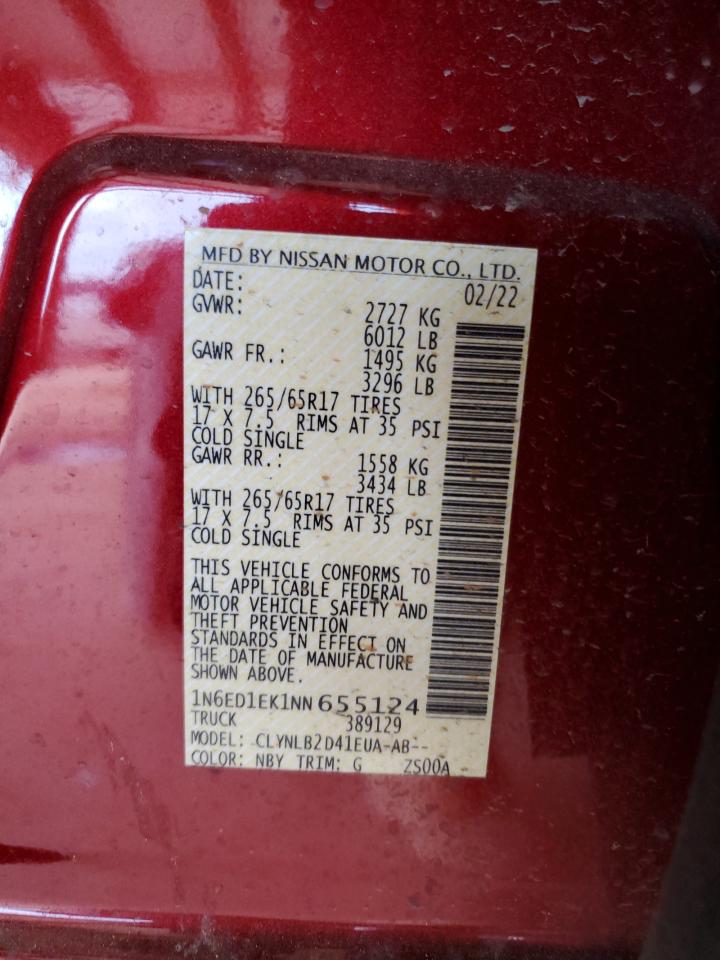 MFD BY NISSAN MOTOR CO., LTD.
DATE: 02/22
GVWR: 2727 KG
6012 LB
GAWR FR.: 1495 KG
3296 LB
WITH 265/65R17 TIRES
17 X 7.5 RIMS AT 35 PSI
COLD SINGLE
GAWR RR.: 1558 KG
3434 LB
WITH 265/65R17 TIRES
17 X 7.5 RIMS AT 35 PSI
COLD SINGLE
THIS VEHICLE CONFORMS TO
ALL APPLICABLE FEDERAL
MOTOR VEHICLE SAFETY AND
THEFT PREVENTION
STANDARDS IN EFFECT ON
THE DATE OF MANUFACTURE
SHOWN ABOVE.
1N6ED1EK1NN655124
TRUCK 389129
MODEL: CLYNLB2D41EUA-AB--
COLOR: NBY TRIM: G ZS00A